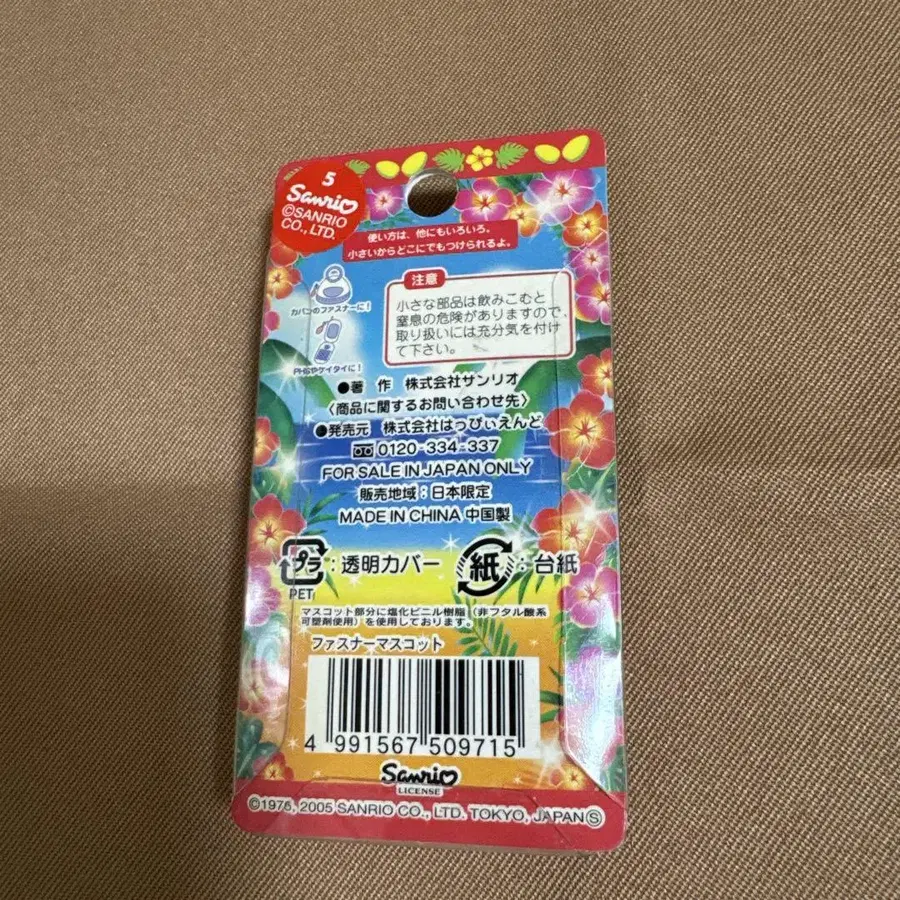 5
Sanrio
©SANRIO
CO., LTD.
使い方は、他にもいろいろ。
小さいからどこにでもつけられるよ。
カバンのファスナーに!
PHSやケイタイに!
注意
小さな部品は飲みこむと
窒息の危険がありますので、
取り扱いには充分気を付け
て下さい。
●著 作 株式会社サンリオ
〈商品に関するお問い合わせ先〉
●発売元 株式会社はっぴぃえんど
0120-334-337
FOR SALE IN JAPAN ONLY
販売地域：日本限定
MADE IN CHINA 中国製
プラ：透明カバー 紙：台紙
PET
マスコット部分に塩化ビニル樹脂（非フタル酸系
可塑剤使用）を使用しております。
ファスナーマスコット
4 991567 509715
Sanrio
LICENSE
©1976, 2005 SANRIO CO., LTD. TOKYO, JAPAN Ⓢ